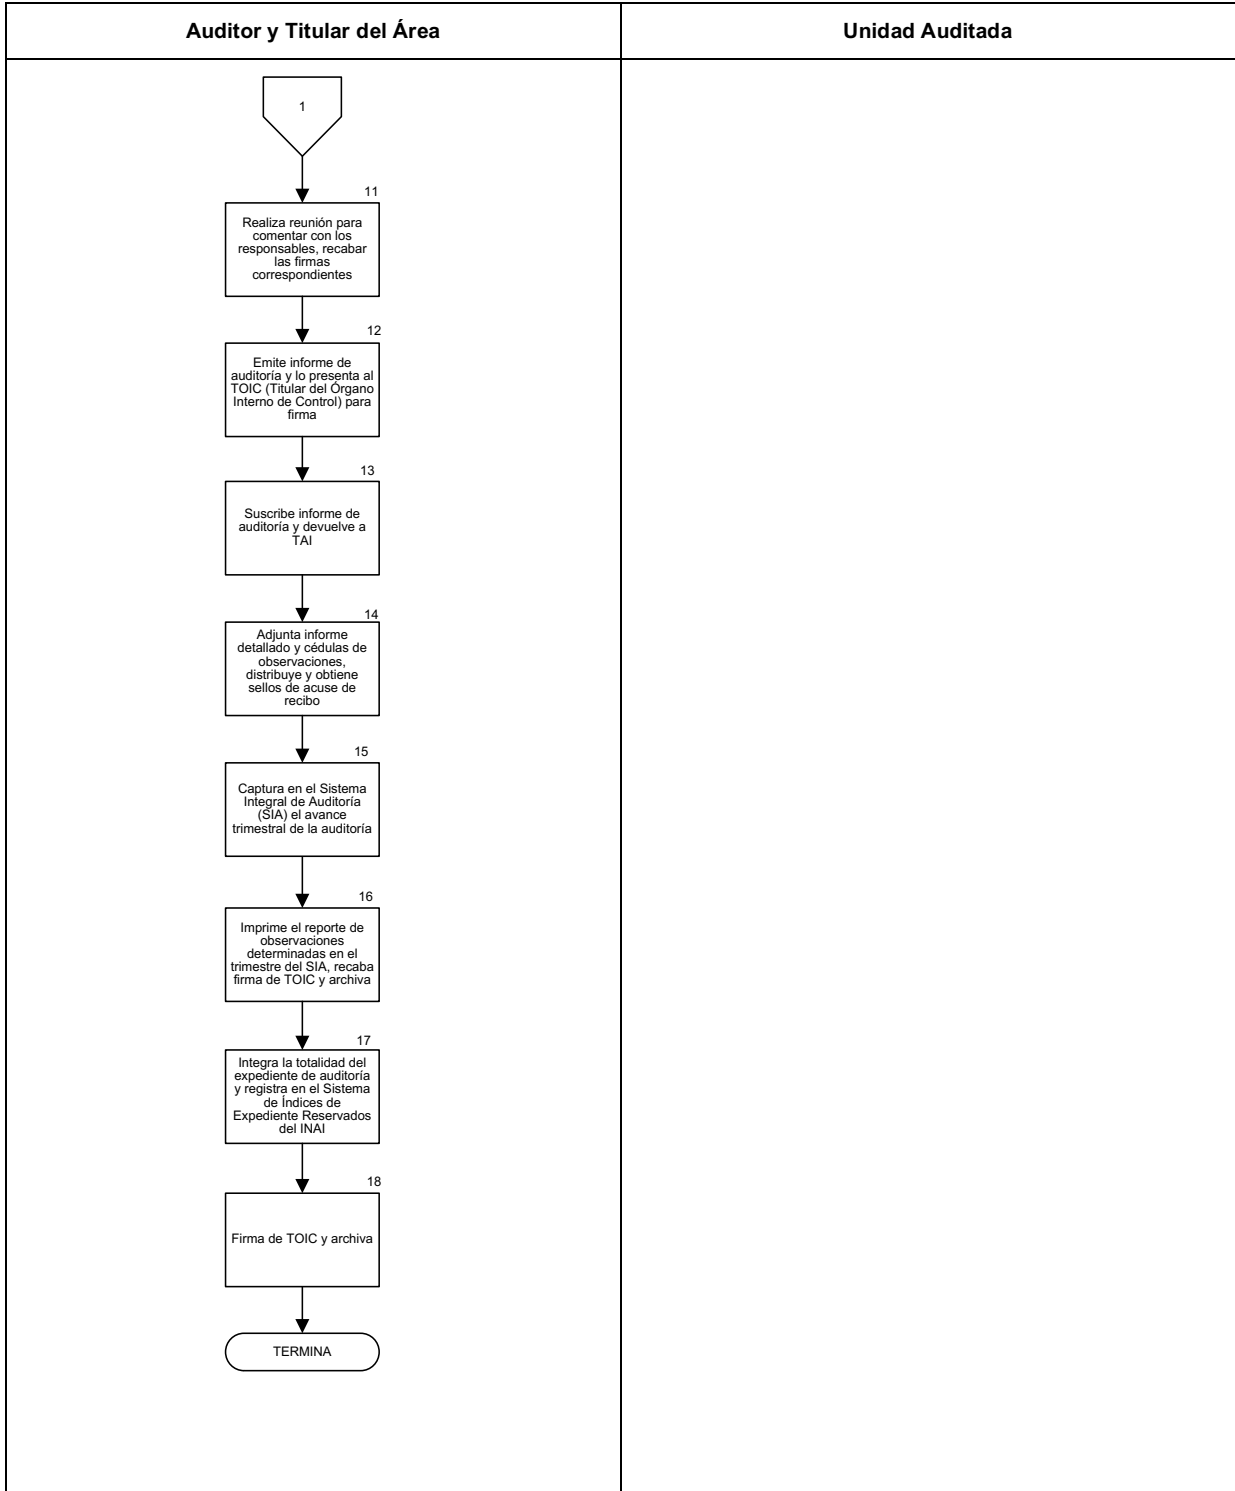 Auditor y Titular del Área
Unidad Auditada
1
11
Realiza reunión para
comentar con los
responsables, recabar
las firmas
correspondientes
12
Emite informe de
auditoría y lo presenta al
TOIC (Titular del Órgano
Interno de Control) para
firma
13
Suscribe informe de
auditoría y devuelve a
TAI
14
Adjunta informe
detallado y cédulas de
observaciones,
distribuye y obtiene
sellos de acuse de
recibo
15
Captura en el Sistema
Integral de Auditoría
(SIA) el avance
trimestral de la auditoría
16
Imprime el reporte de
observaciones
determinadas en el
trimestre del SIA, recaba
firma de TOIC y archiva
17
Integra la totalidad del
expediente de auditoría
y registra en el Sistema
de Índices de
Expediente Reservados
del INAI
18
Firma de TOIC y archiva
TERMINA